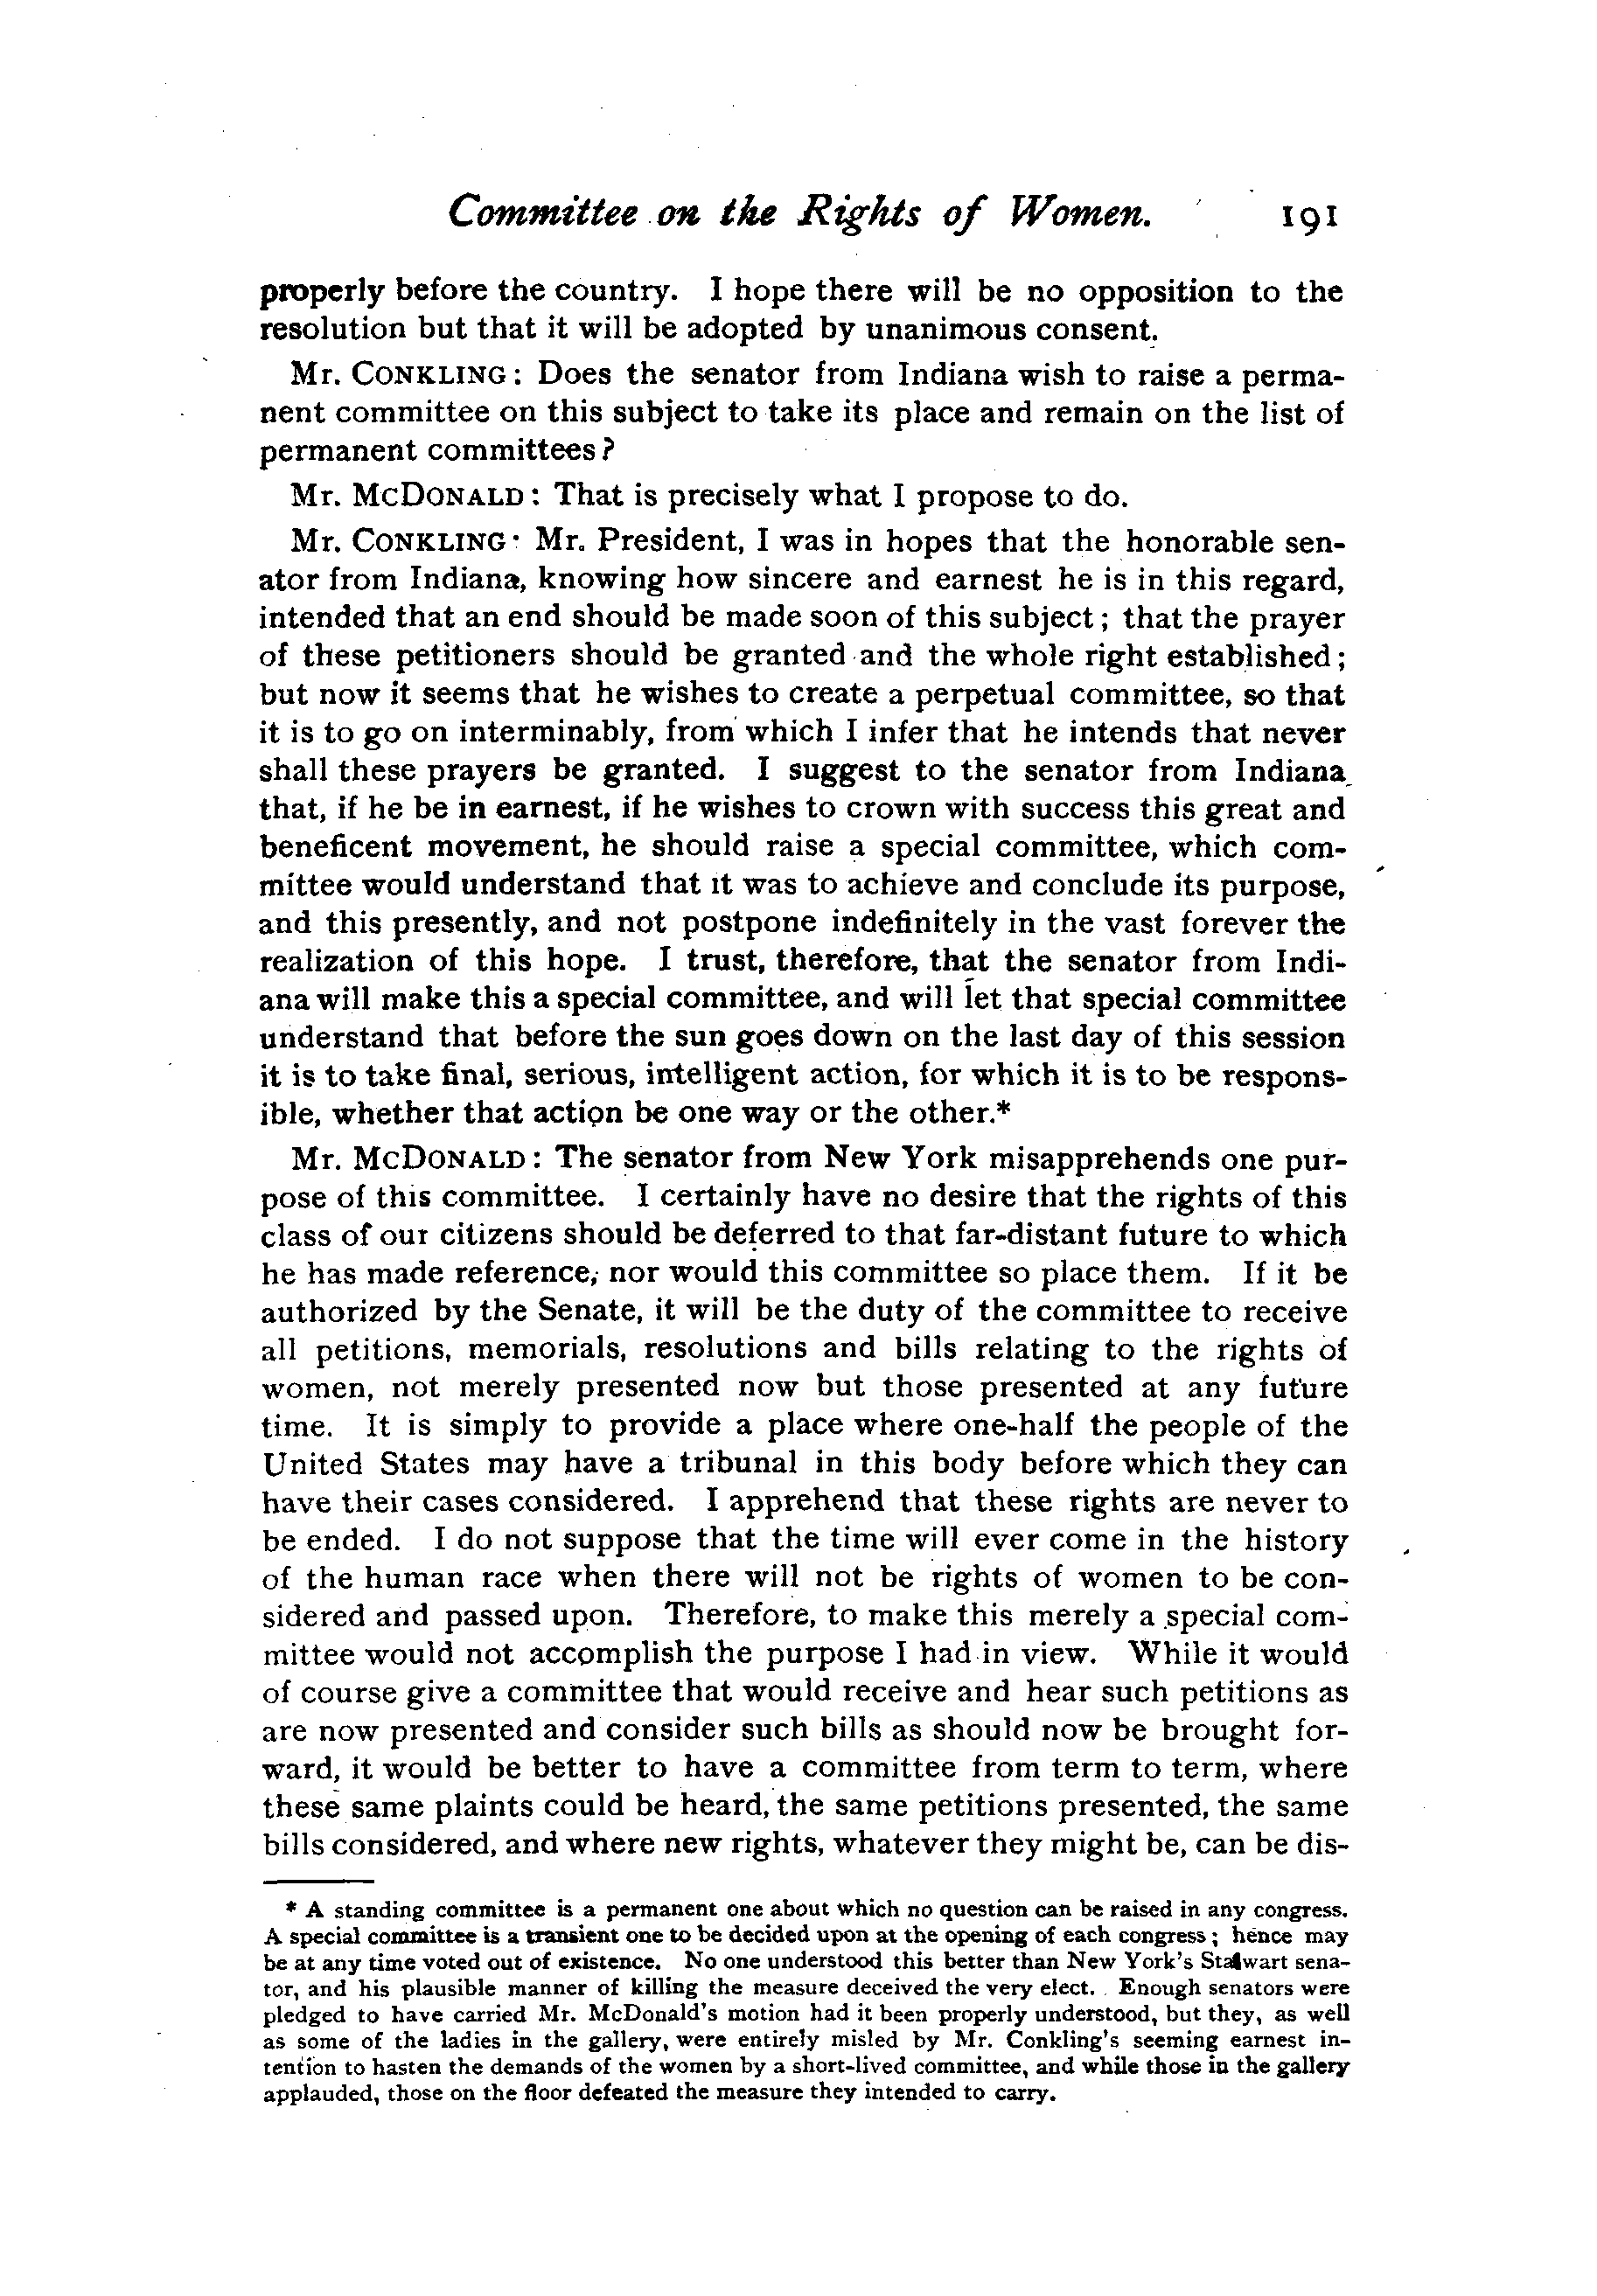 Committee on the Rights of Women. 191
properly before the country. I hope there will be no opposition to the
resolution but that it will be adopted by unanimous consent.
Mr. CONKLING: Does the senator from Indiana wish to raise a perma-
nent committee on this subject to take its place and remain on the list of
permanent committees?
Mr. MCDONALD: That is precisely what I propose to do.
Mr. CONKLING: Mr. President, I was in hopes that the honorable sen-
ator from Indiana, knowing how sincere and earnest he is in this regard,
intended that an end should be made soon of this subject; that the prayer
of these petitioners should be granted and the whole right established;
but now it seems that he wishes to create a perpetual committee, so that
it is to go on interminably, from which I infer that he intends that never
shall these prayers be granted. I suggest to the senator from Indiana
that, if he be in earnest, if he wishes to crown with success this great and
beneficent movement, he should raise a special committee, which com-
mittee would understand that it was to achieve and conclude its purpose,
and this presently, and not postpone indefinitely in the vast forever the
realization of this hope. I trust, therefore, that the senator from Indi-
ana will make this a special committee, and will let that special committee
understand that before the sun goes down on the last day of this session
it is to take final, serious, intelligent action, for which it is to be respons-
ible, whether that action be one way or the other.*
Mr. MCDONALD: The senator from New York misapprehends one pur-
pose of this committee. I certainly have no desire that the rights of this
class of our citizens should be deferred to that far-distant future to which
he has made reference, nor would this committee so place them. If it be
authorized by the Senate, it will be the duty of the committee to receive
all petitions, memorials, resolutions and bills relating to the rights of
women, not merely presented now but those presented at any future
time. It is simply to provide a place where one-half the people of the
United States may have a tribunal in this body before which they can
have their cases considered. I apprehend that these rights are never to
be ended. I do not suppose that the time will ever come in the history
of the human race when there will not be rights of women to be con-
sidered and passed upon. Therefore, to make this merely a special com-
mittee would not accomplish the purpose I had in view. While it would
of course give a committee that would receive and hear such petitions as
are now presented and consider such bills as should now be brought for-
ward, it would be better to have a committee from term to term, where
these same plaints could be heard, the same petitions presented, the same
bills considered, and where new rights, whatever they might be, can be dis-
* A standing committee is a permanent one about which no question can be raised in any congress.
A special committee is a transient one to be decided upon at the opening of each congress; hence may
be at any time voted out of existence. No one understood this better than New York's Stalwart sena-
tor, and his plausible manner of killing the measure deceived the very elect. Enough senators were
pledged to have carried Mr. McDonald's motion had it been properly understood, but they, as well
as some of the ladies in the gallery, were entirely misled by Mr. Conkling's seeming earnest in-
tention to hasten the demands of the women by a short-lived committee, and while those in the gallery
applauded, those on the floor defeated the measure they intended to carry.